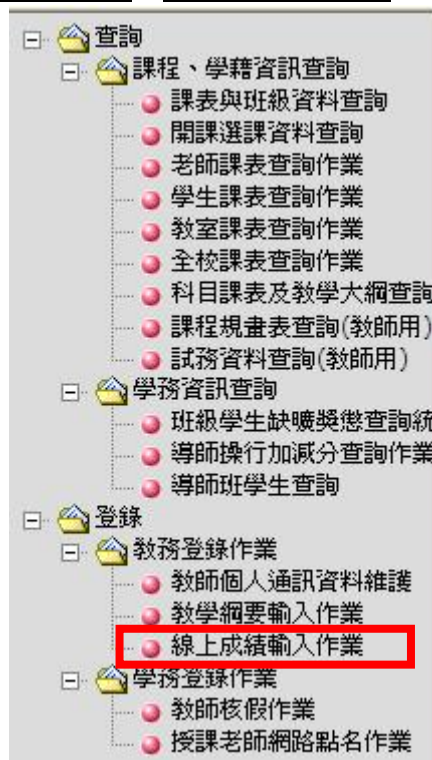 查詢
課程、學籍資訊查詢
課表與班級資料查詢
開課選課資料查詢
老師課表查詢作業
學生課表查詢作業
教室課表查詢作業
全校課表查詢作業
科目課表及教學大綱查詢
課程規畫表查詢(教師用)
試務資料查詢(教師用)
學務資訊查詢
班級學生缺曠獎懲查詢統
導師操行加減分查詢作業
導師班學生查詢
登錄
教務登錄作業
教師個人通訊資料維護
教學綱要輸入作業
線上成績輸入作業
學務登錄作業
教師核假作業
授課老師網路點名作業